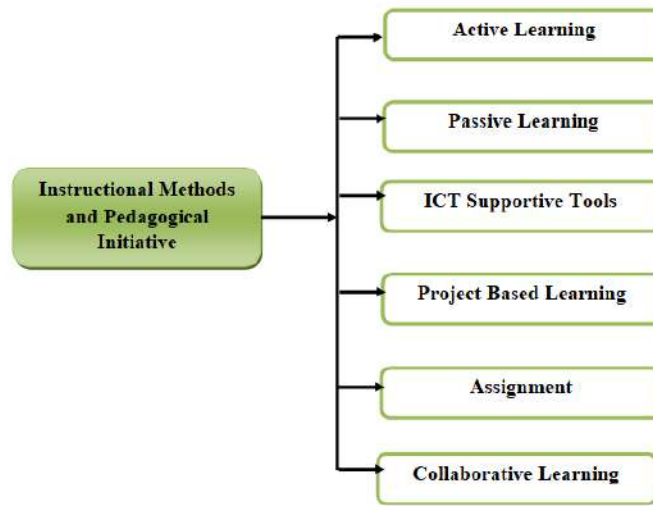 Active Learning
Passive Learning
Instructional Methods
and Pedagogical
Initiative
ICT Supportive Tools
Project Based Learning
Assignment
Collaborative Learning